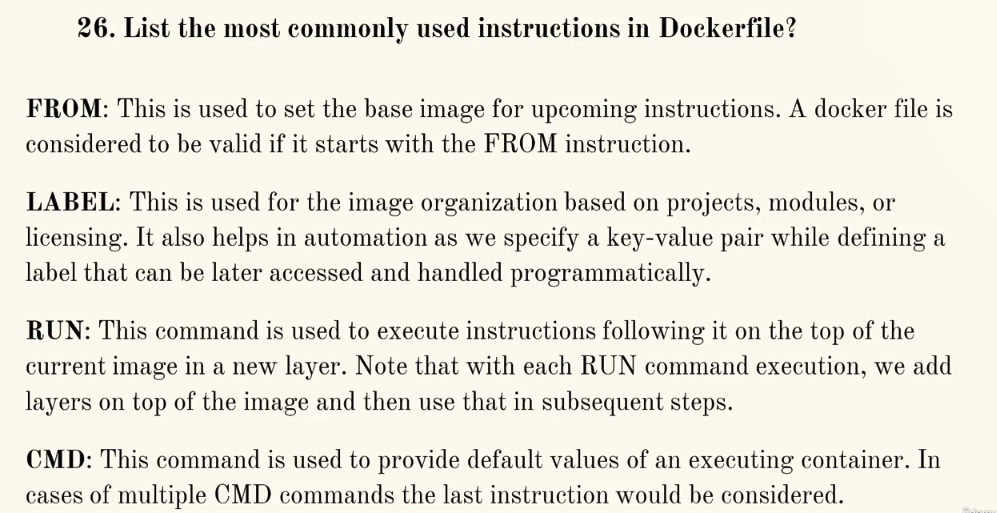 26. List the most commonly used instructions in Dockerfile?
FROM: This is used to set the base image for upcoming instructions. A docker file is
considered to be valid if it starts with the FROM instruction.
LABEL: This is used for the image organization based on projects, modules, or
licensing. It also helps in automation as we specify a key-value pair while defining a
label that can be later accessed and handled programmatically.
RUN: This command is used to execute instructions following it on the top of the
current image in a new layer. Note that with each RUN command execution, we add
layers on top of the image and then use that in subsequent steps.
CMD: This command is used to provide default values of an executing container. In
cases of multiple CMD commands the last instruction would be considered.